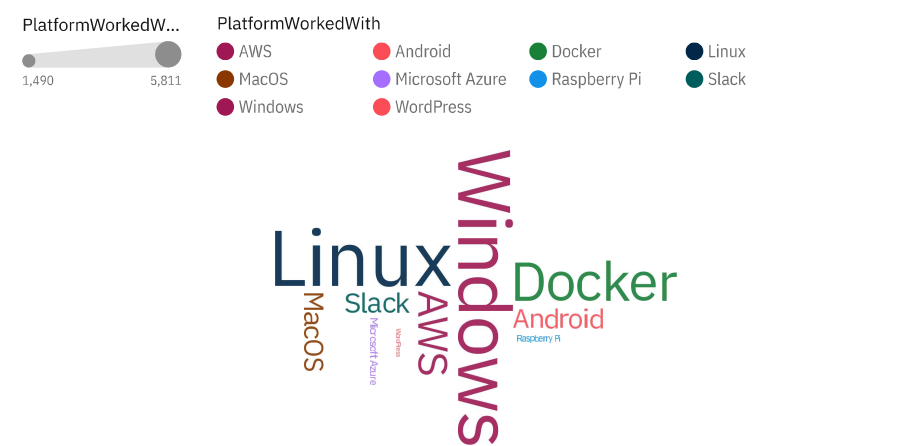 PlatformWorkedW...
1,490 5,811
PlatformWorkedWith
AWS Android Docker Linux
MacOS Microsoft Azure Raspberry Pi Slack
Windows WordPress
Windows
Linux
Docker
MacOS
Slack
AWS
Android
Microsoft Azure
WordPress
Raspberry Pi